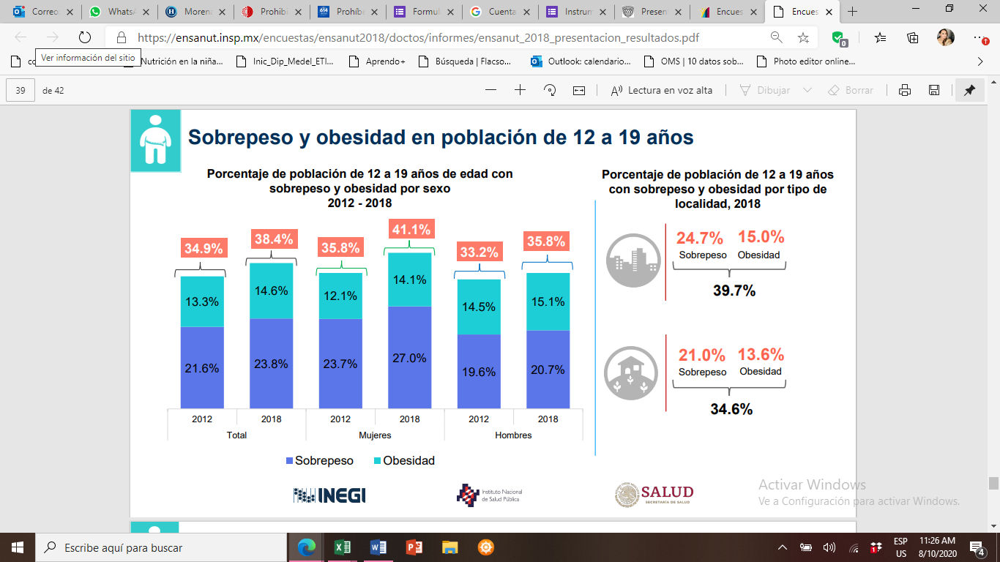 Correo
WhatsA
Morena
Prohibi
Prohíbe
Formul
Cuenta
Instrum
Present
Encues
Encues
https://ensanut.insp.mx/encuestas/ensanut2018/doctos/informes/ensanut_2018_presentacion_resultados.pdf
0
Ver información del sitio
co
Nutrición en la niña...
Inic_Dip_Medel_ETI...
Aprendo+
Búsqueda | Flacso...
Outlook: calendario...
OMS | 10 datos sob...
Photo editor online...
39 de 42
Lectura en voz alta
Dibujar
Borrar
Sobrepeso y obesidad en población de 12 a 19 años
Porcentaje de población de 12 a 19 años de edad con
sobrepeso y obesidad por sexo
2012 - 2018
34.9% 38.4% 35.8% 41.1% 33.2% 35.8%
13.3% 14.6% 12.1% 14.1% 14.5% 15.1%
21.6% 23.8% 23.7% 27.0% 19.6% 20.7%
2012 2018 2012 2018 2012 2018
Total Mujeres Hombres
Sobrepeso Obesidad
Porcentaje de población de 12 a 19 años
con sobrepeso y obesidad por tipo de
localidad, 2018
24.7% 15.0%
Sobrepeso Obesidad
39.7%
21.0% 13.6%
Sobrepeso Obesidad
34.6%
INEGI
Instituto Nacional
de Salud Pública
SALUD
SECRETARÍA DE SALUD
Activar Windows
Ve a Configuración para activar Windows.
Escribe aquí para buscar
ESP
US
11:26 AM
8/10/2020
4